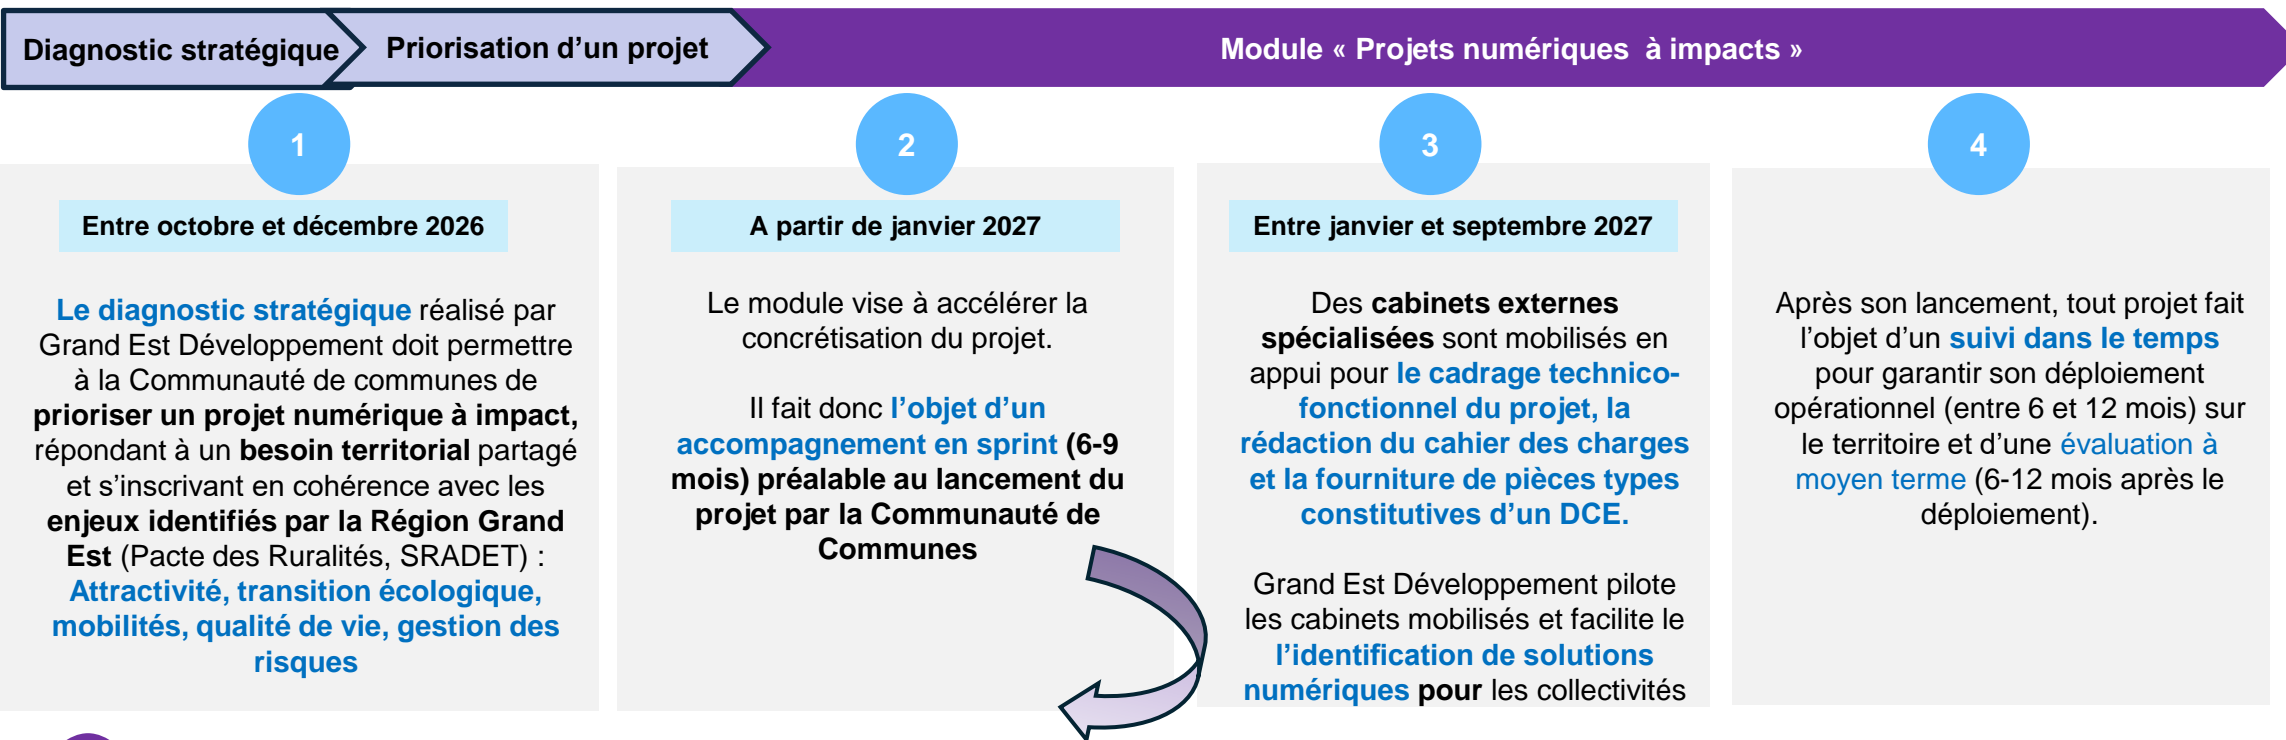 Diagnostic stratégique
Priorisation d’un projet
Module « Projets numériques à impacts »
1
Entre octobre et décembre 2026
Le diagnostic stratégique réalisé par
Grand Est Développement doit permettre
à la Communauté de communes de
prioriser un projet numérique à impact,
répondant à un besoin territorial partagé
et s’inscrivant en cohérence avec les
enjeux identifiés par la Région Grand
Est (Pacte des Ruralités, SRADET) :
Attractivité, transition écologique,
mobilités, qualité de vie, gestion des
risques
2
A partir de janvier 2027
Le module vise à accélérer la
concrétisation du projet.
Il fait donc l’objet d’un
accompagnement en sprint (6-9
mois) préalable au lancement du
projet par la Communauté de
Communes
3
Entre janvier et septembre 2027
Des cabinets externes
spécialisées sont mobilisés en
appui pour le cadrage technico-
fonctionnel du projet, la
rédaction du cahier des charges
et la fourniture de pièces types
constitutives d’un DCE.
Grand Est Développement pilote
les cabinets mobilisés et facilite le
l’identification de solutions
numériques pour les collectivités
4
Après son lancement, tout projet fait
l’objet d’un suivi dans le temps
pour garantir son déploiement
opérationnel (entre 6 et 12 mois) sur
le territoire et d’une évaluation à
moyen terme (6-12 mois après le
déploiement).